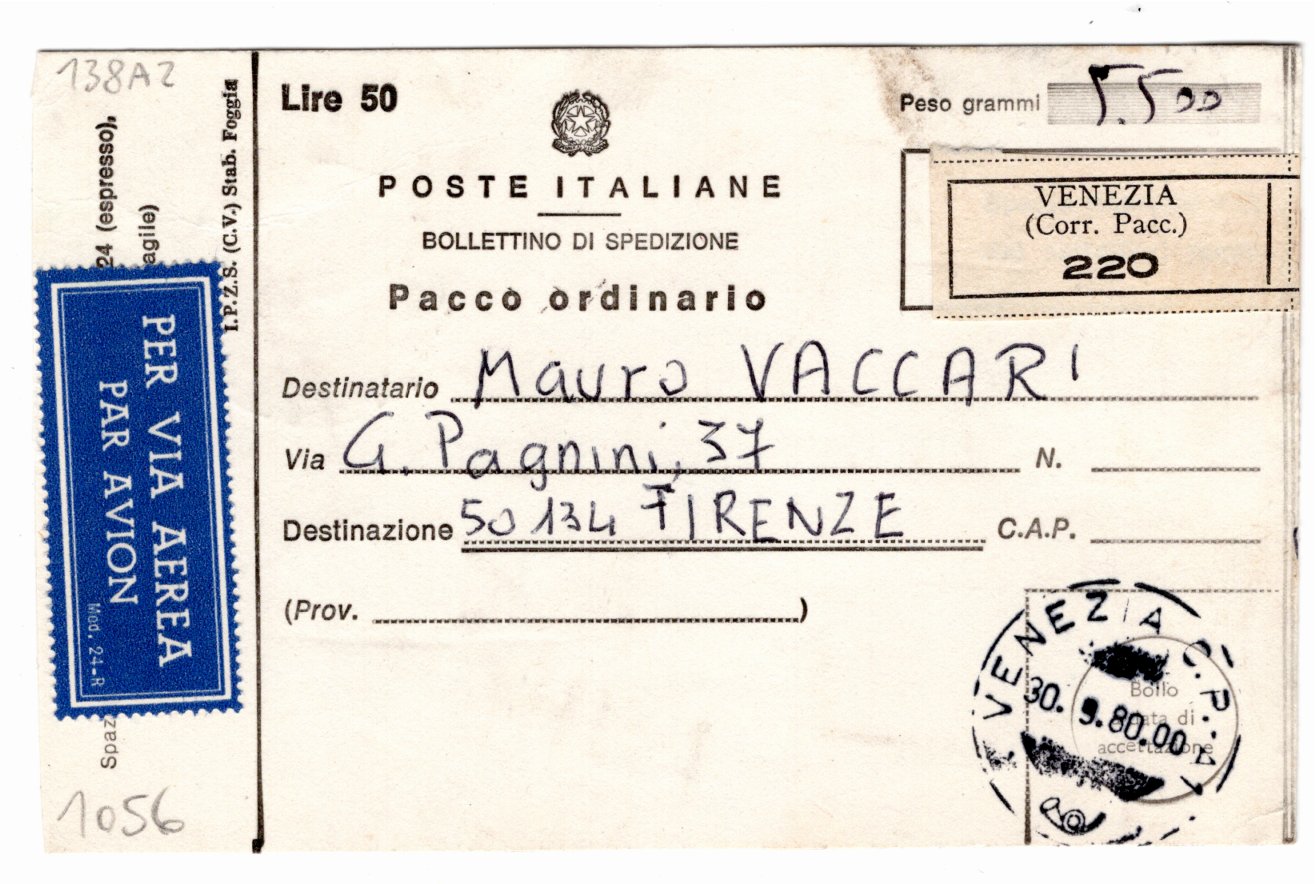 138A2
24 (espresso),
agile)
I.P.Z.S. (C.V.) Stab. Foggia
PER VIA AEREA
PAR AVION
Mod. 24-R
Spaz
1056
Lire 50
Peso grammi 5.500
POSTE ITALIANE
BOLLETTINO DI SPEDIZIONE
Pacco ordinario
VENEZIA
(Corr. Pacc.)
220
Destinatario Mauro VACCARI
Via G. Pagnini, 37 N.
Destinazione 50134 FIRENZE C.A.P.
(Prov. )
VENEZIA C.P.
30. 9.80.00
Bollo
data di
accettazione